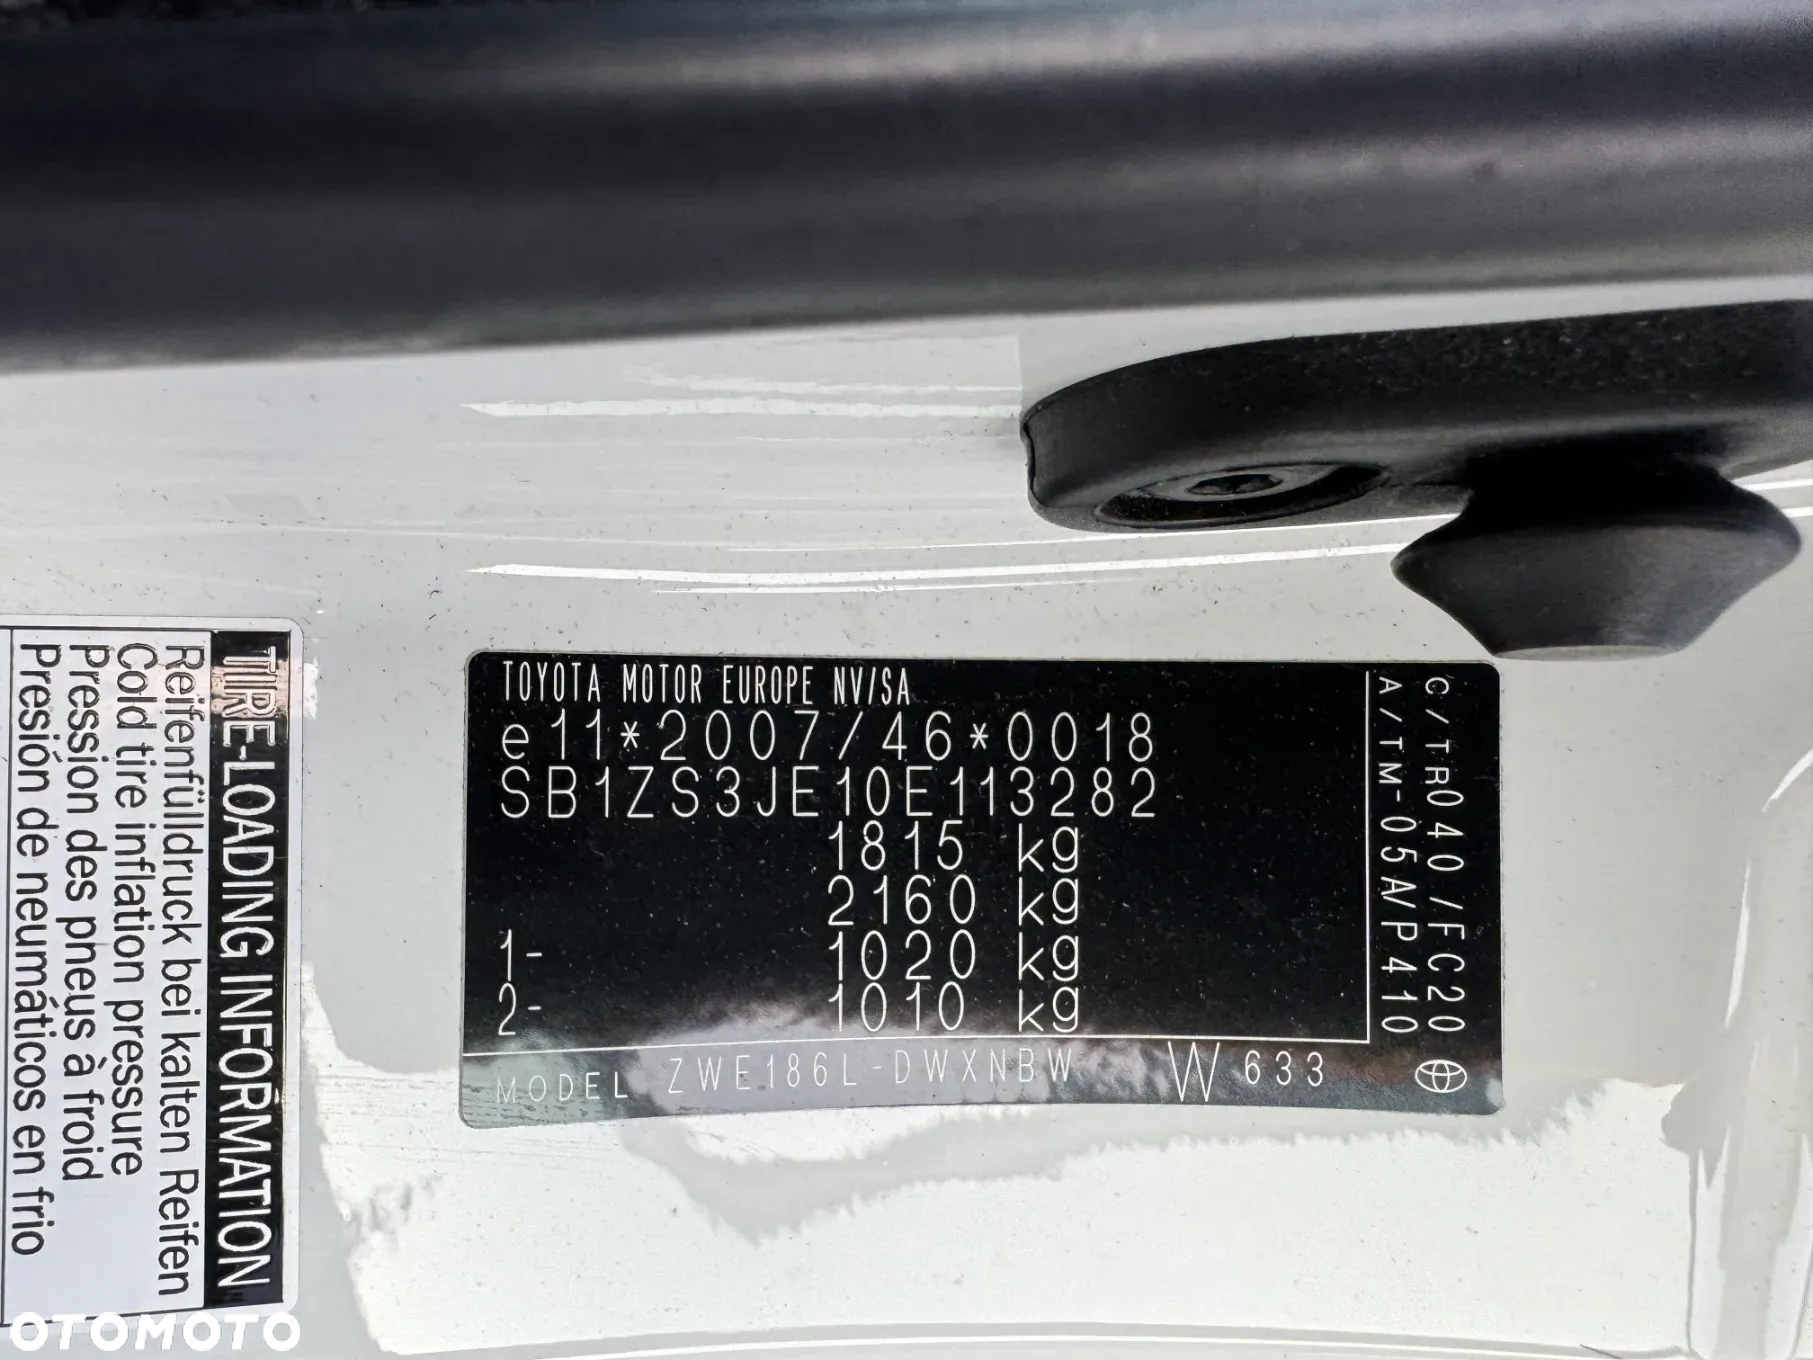 TOYOTA MOTOR EUROPE NV/SA
e11*2007/46*0018
SB1ZS3JE10E113282
1815 kg
2160 kg
1- 1020 kg
2- 1010 kg
MODEL ZWE186L-DWXNBW W633
C/TR040/FC20
A/TM-05A/P410
TIRE-LOADING INFORMATION
Reifenfülldruck bei kalten Reifen
Cold tire inflation pressure
Pression des pneus à froid
Presión de neumáticos en frio
OTOMOTO